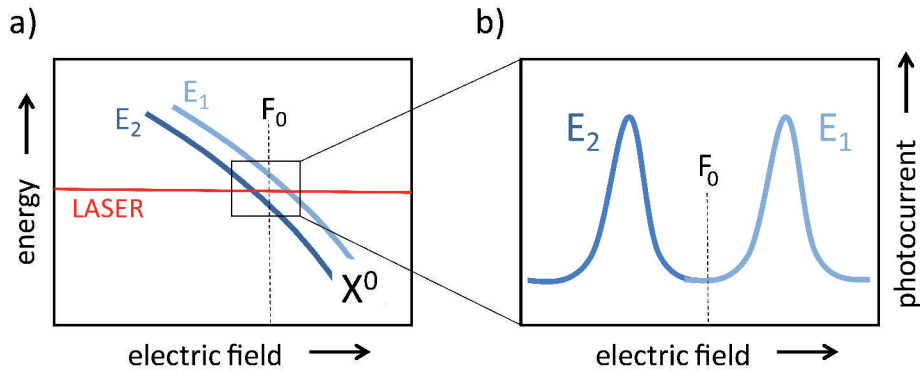 a)
energy
E₂
E₁
F₀
LASER
X⁰
electric field
b)
E₂
F₀
E₁
electric field
photocurrent